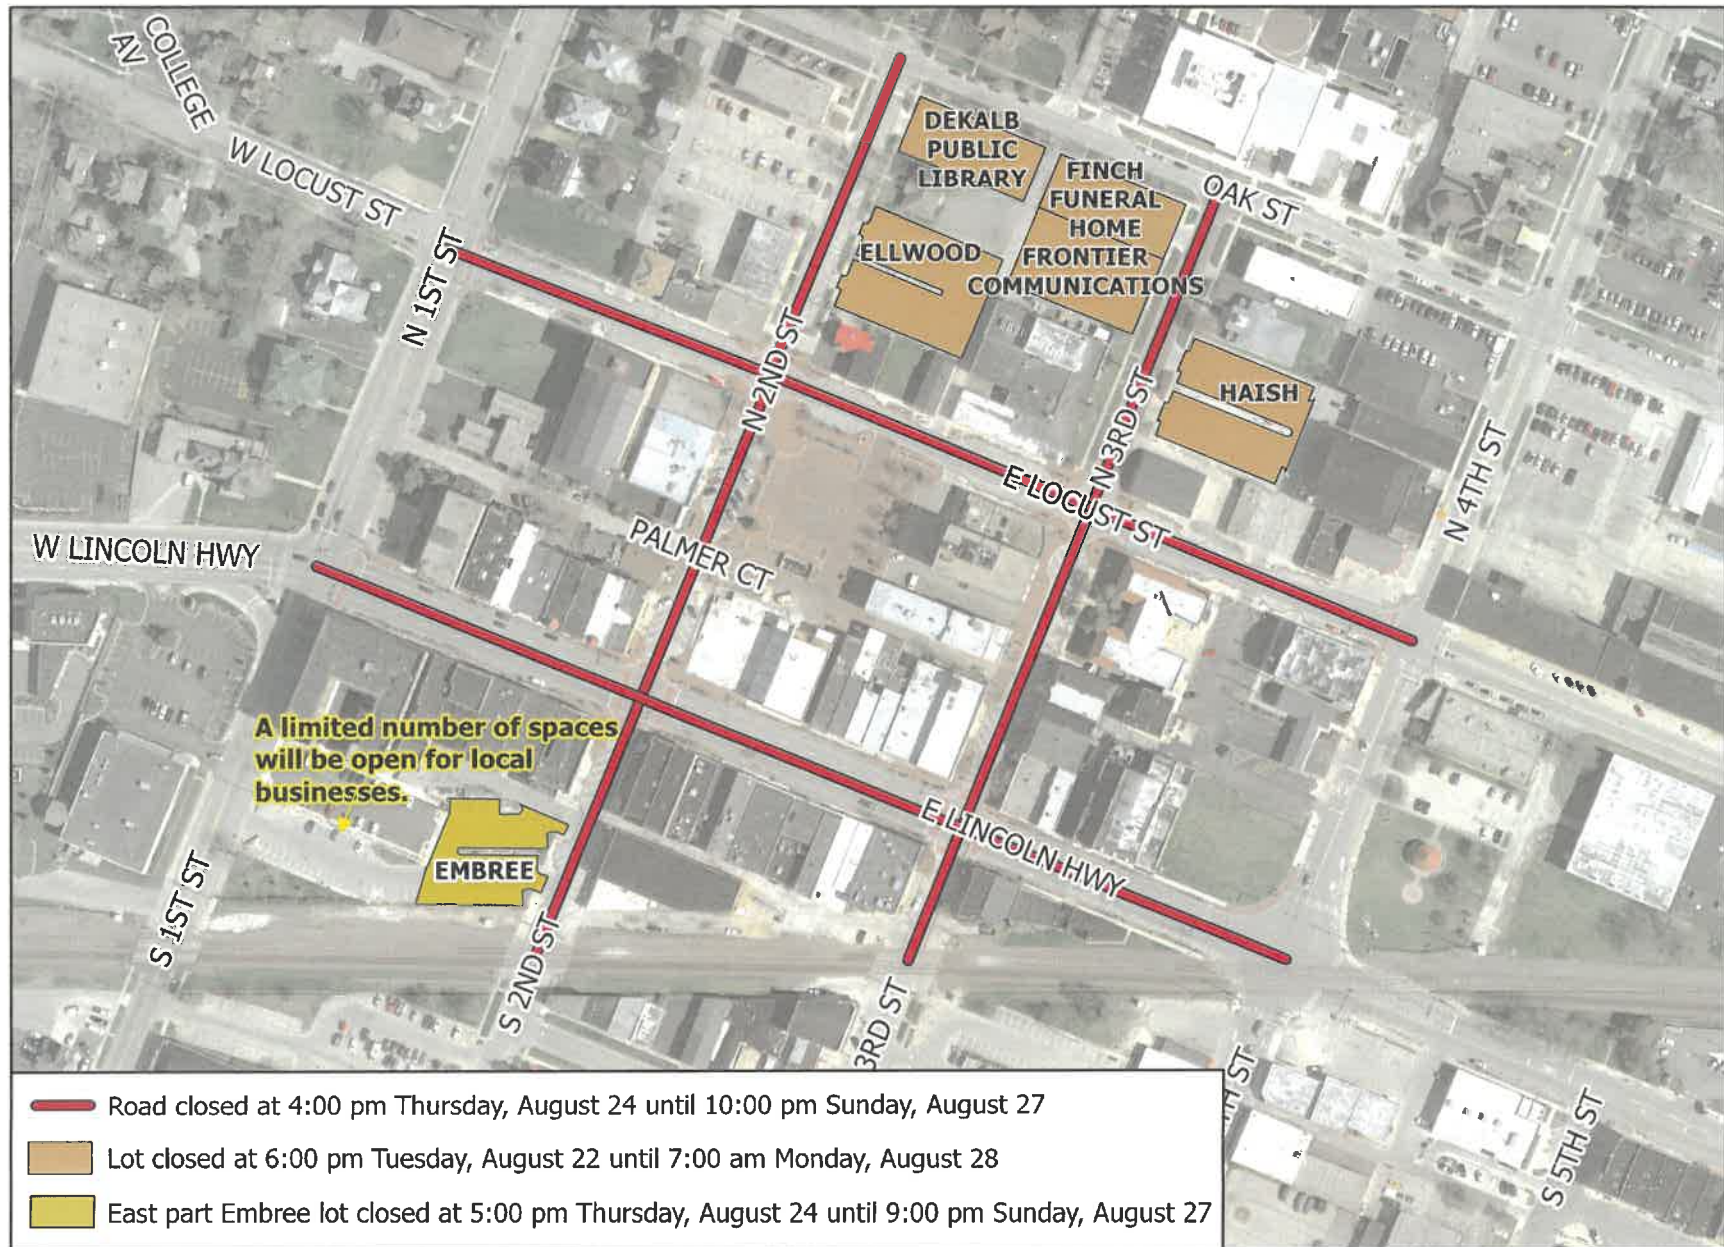 COLLEGE
AV
W LOCUST ST
N 1ST ST
DEKALB
PUBLIC
LIBRARY
FINCH
FUNERAL
HOME
FRONTIER
COMMUNICATIONS
OAK ST
ELLWOOD
N 2ND ST
HAISH
N 3RD ST
E LOCUST ST
N 4TH ST
W LINCOLN HWY
PALMER CT
A limited number of spaces
will be open for local
businesses.
EMBREE
E LINCOLN HWY
S 1ST ST
S 2ND ST
3RD ST
ST
S 5TH ST
Road closed at 4:00 pm Thursday, August 24 until 10:00 pm Sunday, August 27
Lot closed at 6:00 pm Tuesday, August 22 until 7:00 am Monday, August 28
East part Embree lot closed at 5:00 pm Thursday, August 24 until 9:00 pm Sunday, August 27